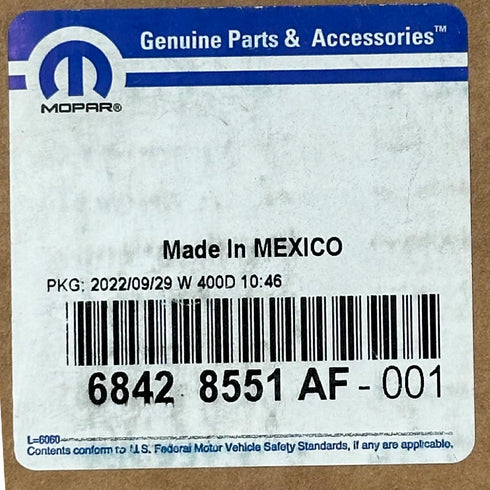 Genuine Parts & Accessories™
MOPAR®
Made In MEXICO
PKG: 2022/09/29 W 400D 10:46
6842 8551 AF - 001
L=6060
Contents conform to U.S. Federal Motor Vehicle Safety Standards, if any are applicable.